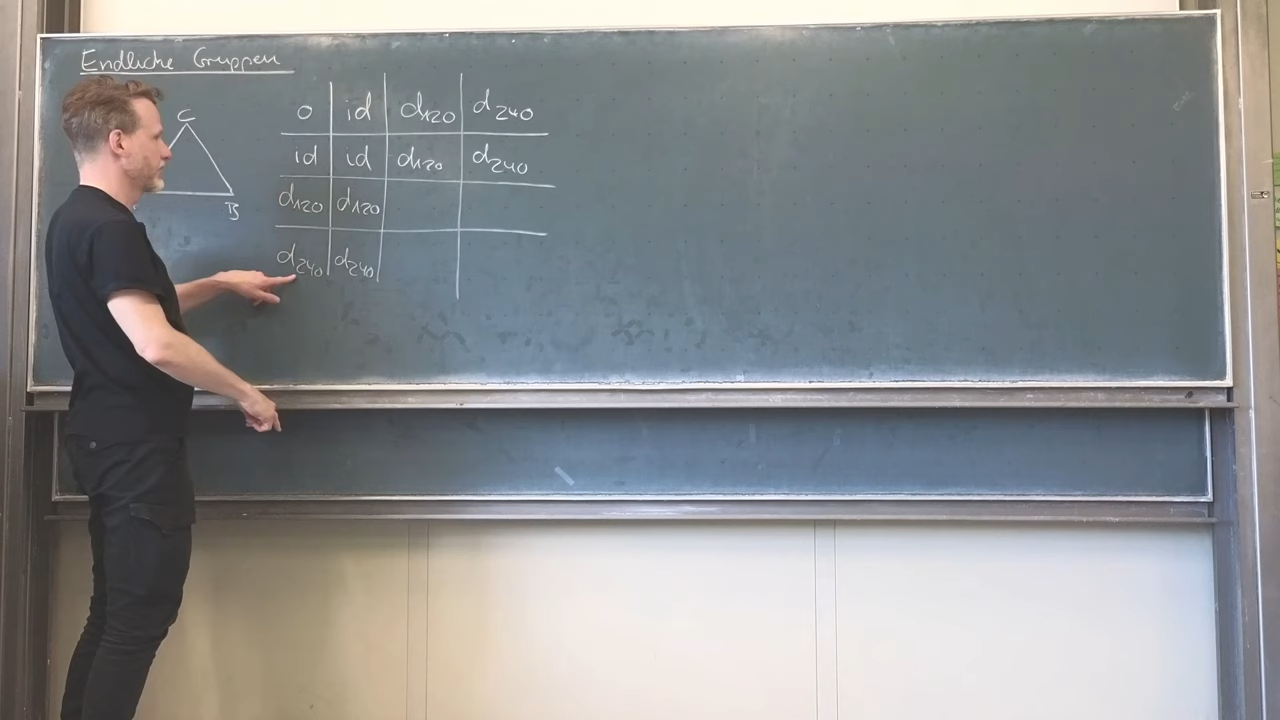 Endliche Gruppen
C
B
o id d120 d240
id id d120 d240
d120 d120
d240 d240